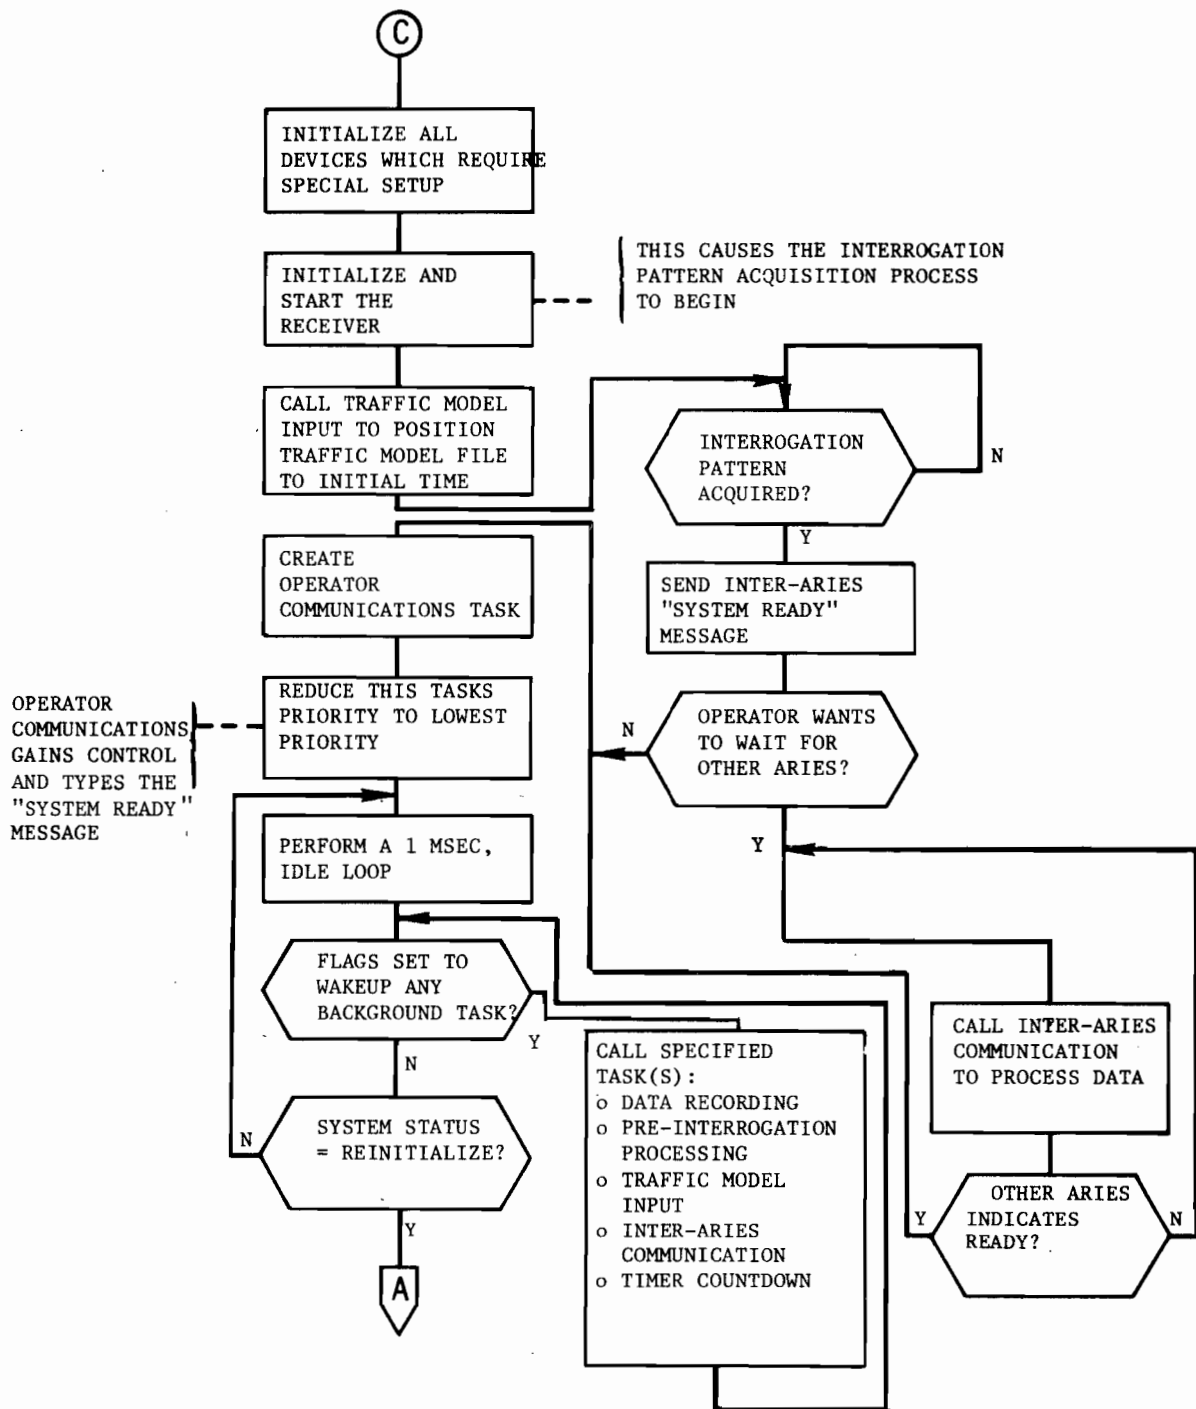 C
INITIALIZE ALL
DEVICES WHICH REQUIRE
SPECIAL SETUP
INITIALIZE AND
START THE
RECEIVER
THIS CAUSES THE INTERROGATION
PATTERN ACQUISITION PROCESS
TO BEGIN
CALL TRAFFIC MODEL
INPUT TO POSITION
TRAFFIC MODEL FILE
TO INITIAL TIME
INTERROGATION
PATTERN
ACQUIRED?
N
Y
CREATE
OPERATOR
COMMUNICATIONS TASK
SEND INTER-ARIES
"SYSTEM READY"
MESSAGE
REDUCE THIS TASKS
PRIORITY TO LOWEST
PRIORITY
OPERATOR
COMMUNICATIONS
GAINS CONTROL
AND TYPES THE
"SYSTEM READY"
MESSAGE
OPERATOR WANTS
TO WAIT FOR
OTHER ARIES?
N
Y
PERFORM A 1 MSEC,
IDLE LOOP
FLAGS SET TO
WAKEUP ANY
BACKGROUND TASK?
Y
N
CALL INTER-ARIES
COMMUNICATION
TO PROCESS DATA
CALL SPECIFIED
TASK(S):
o DATA RECORDING
o PRE-INTERROGATION
PROCESSING
o TRAFFIC MODEL
INPUT
o INTER-ARIES
COMMUNICATION
o TIMER COUNTDOWN
SYSTEM STATUS
= REINITIALIZE?
N
Y
OTHER ARIES
INDICATES
READY?
Y
N
A